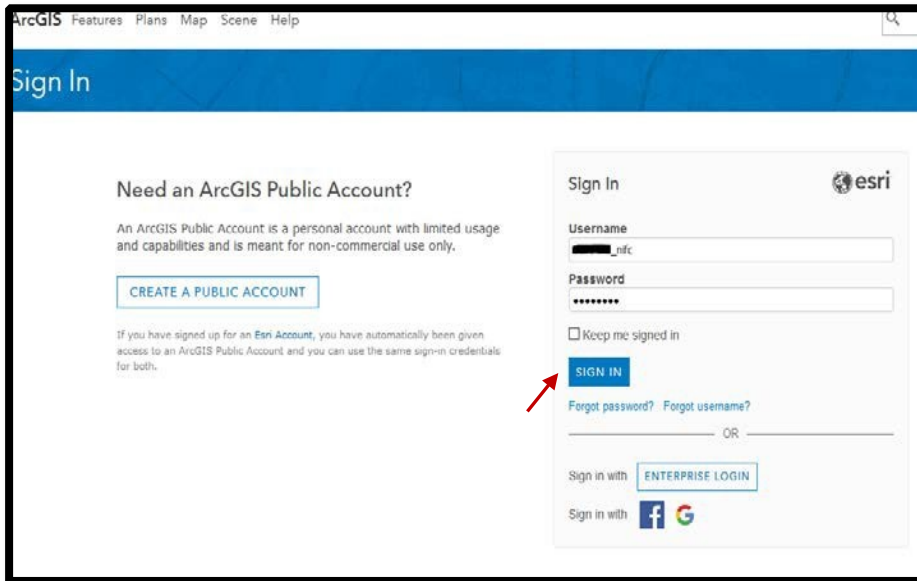 ArcGIS Features Plans Map Scene Help
Sign In
Need an ArcGIS Public Account?
An ArcGIS Public Account is a personal account with limited usage
and capabilities and is meant for non-commercial use only.
CREATE A PUBLIC ACCOUNT
If you have signed up for an Esri Account, you have automatically been given
access to an ArcGIS Public Account and you can use the same sign-in credentials
for both.
Sign In
esri
Username
_nifc
Password
••••••••
Keep me signed in
SIGN IN
Forgot password? Forgot username?
OR
Sign in with ENTERPRISE LOGIN
Sign in with f G